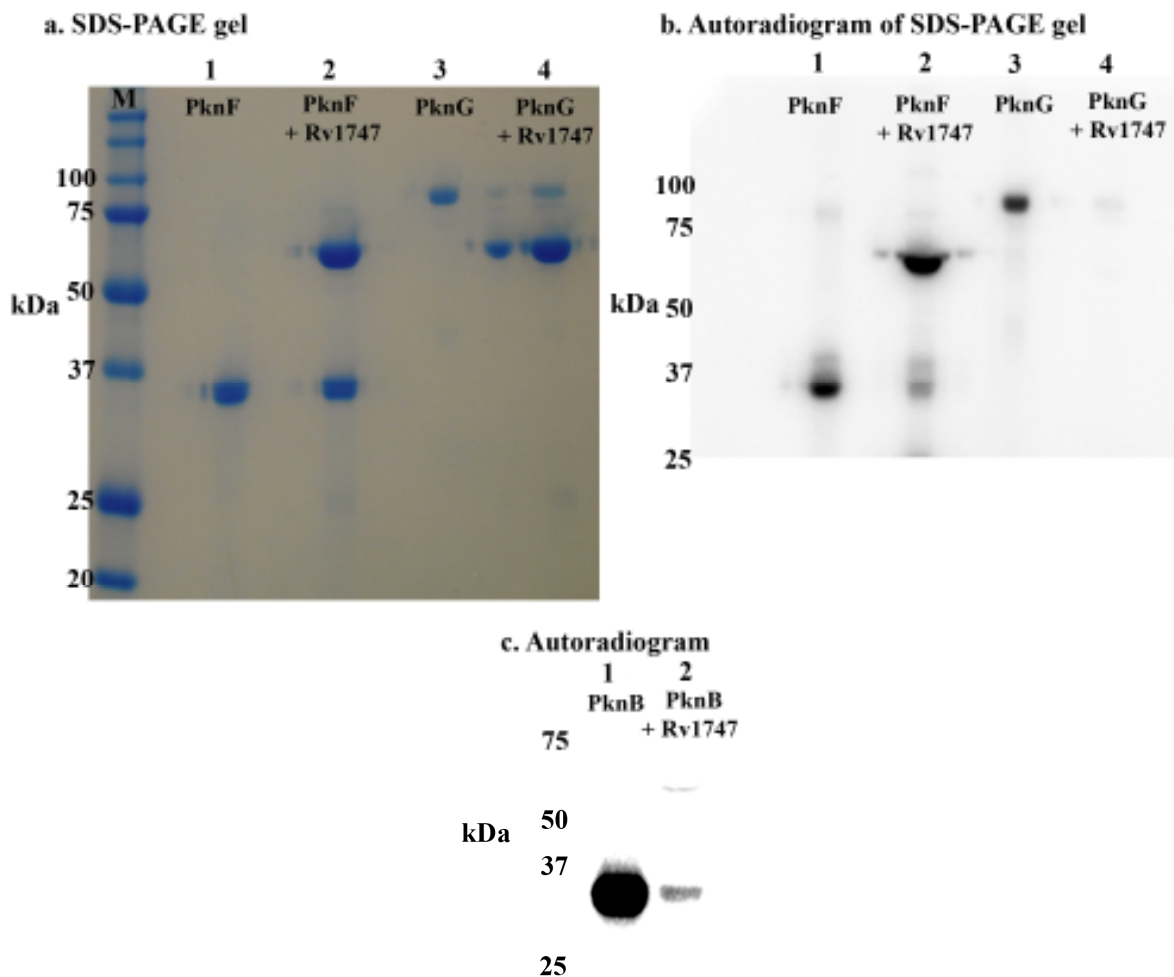 a. SDS-PAGE gel
1 2 3 4
M PknF PknF + Rv1747 PknG PknG + Rv1747
100
75
50
kDa
37
25
20
b. Autoradiogram of SDS-PAGE gel
1 2 3 4
PknF PknF + Rv1747 PknG PknG + Rv1747
100
75
kDa 50
37
25
c. Autoradiogram
1 2
PknB PknB + Rv1747
75
50
kDa
37
25